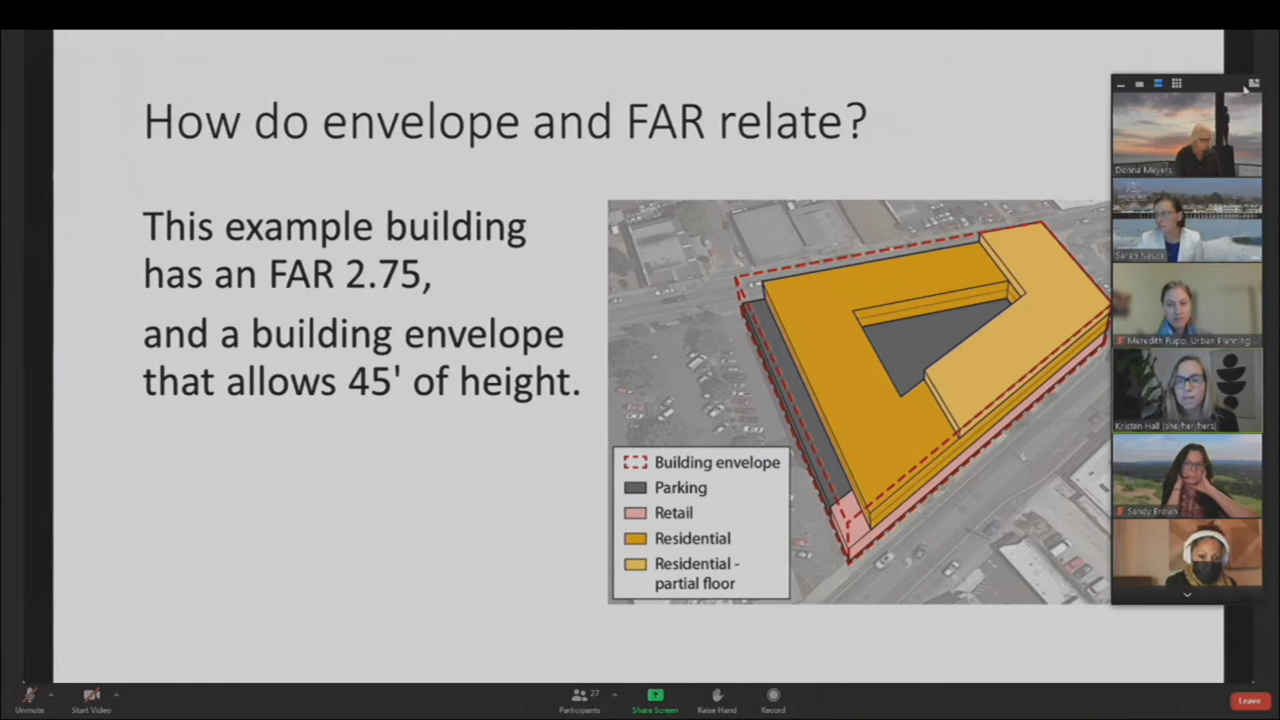 How do envelope and FAR relate?
This example building
has an FAR 2.75,
and a building envelope
that allows 45' of height.
Building envelope
Parking
Retail
Residential
Residential -
partial floor
Donna Meyers
Sarah Nause
Meredith Rupp, Urban Planning ...
Kristen Hall (she/her/hers)
Sandy Brown
Unmute
Start Video
Participants
27
Share Screen
Raise Hand
Record
Leave